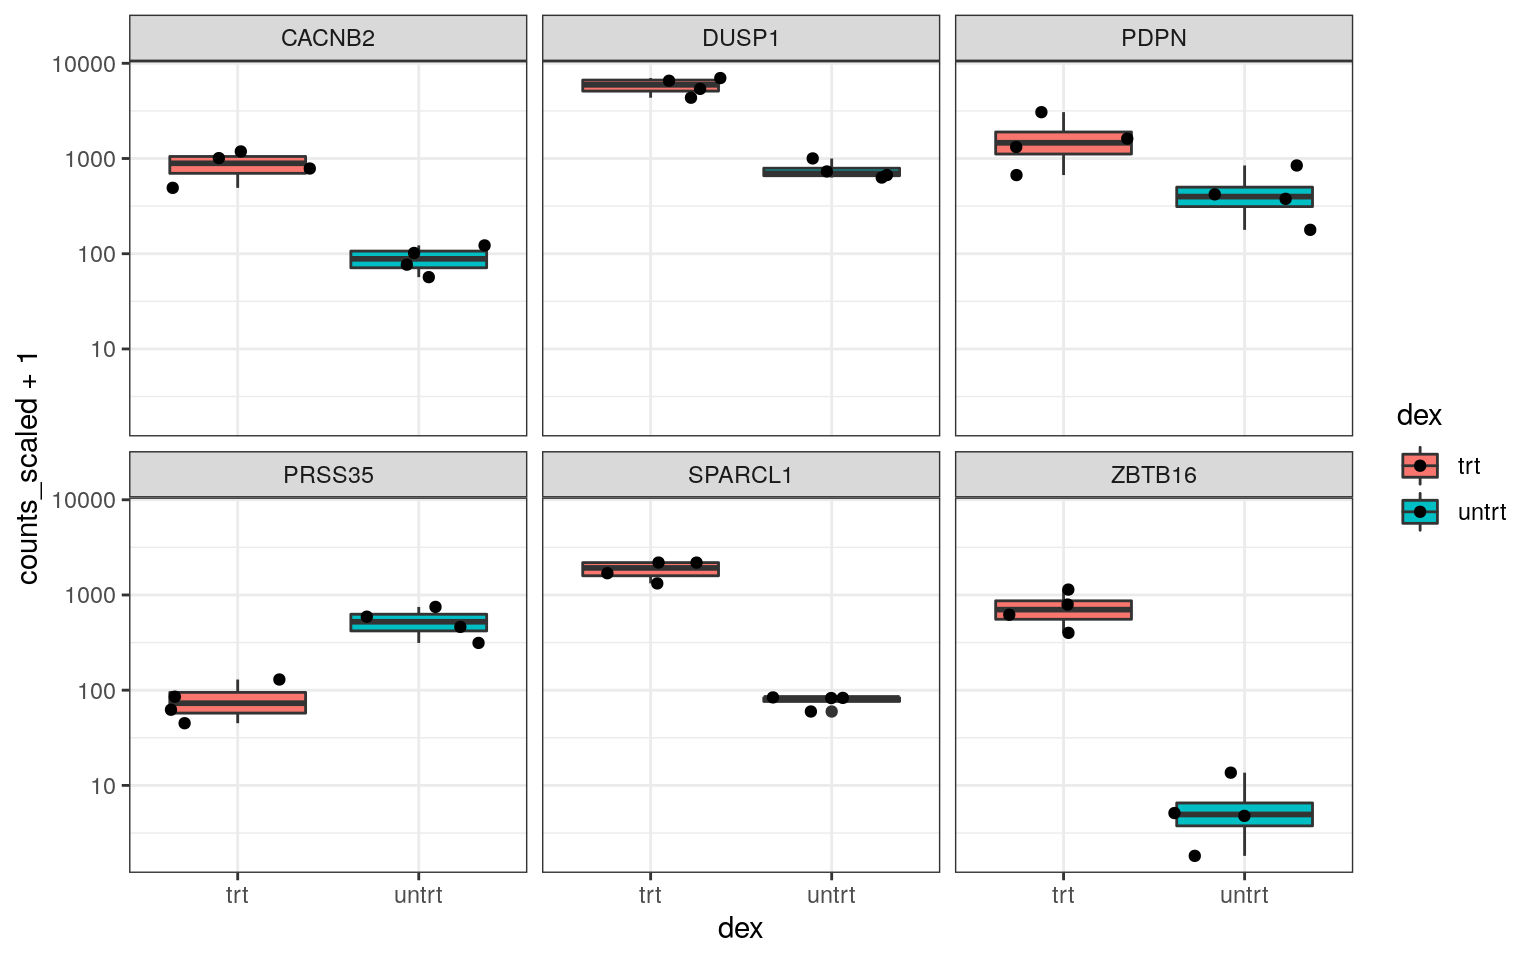 CACNB2 DUSP1 PDPN
10000
1000
100
10
PRSS35 SPARCL1 ZBTB16
10000
1000
100
10
counts_scaled + 1
trt untrt trt untrt trt untrt
dex
dex
trt
untrt